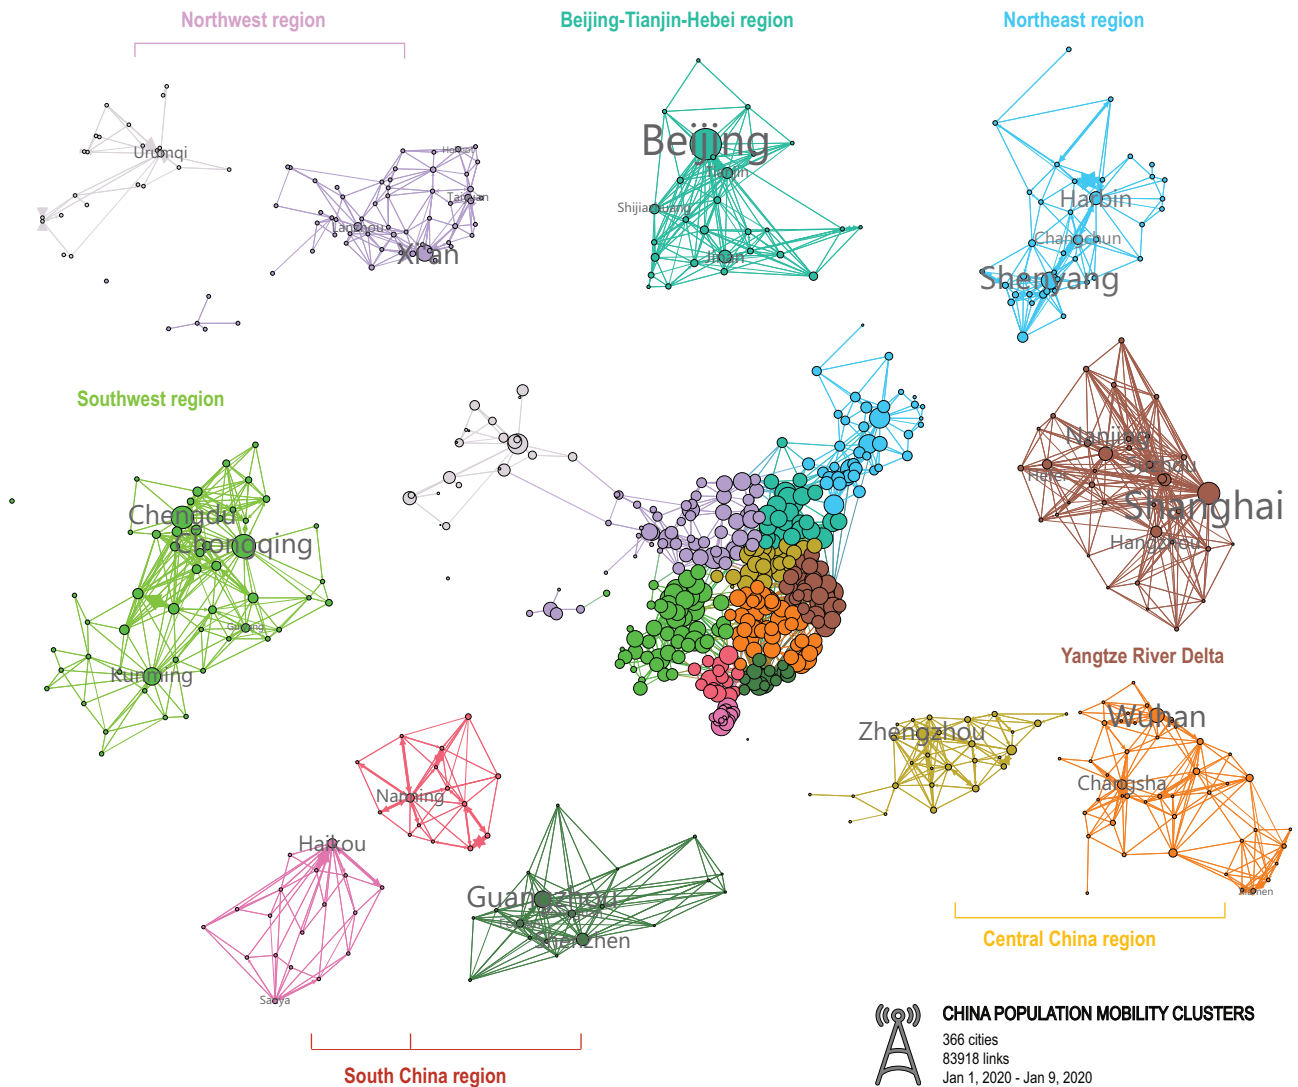 Northwest region
Beijing-Tianjin-Hebei region
Northeast region
Beijing
Urumqi
Tianjin
Taiyuan
Harbin
Shijiazhuang
Lanzhou
Changchun
Xi'an
Jinan
Shenyang
Southwest region
Nanjing
Suzhou
Hefei
Shanghai
Chengdu
Chongqing
Hangzhou
Guiyang
Yangtze River Delta
Kunming
Wuhan
Zhengzhou
Changsha
Nanning
Haikou
Guangzhou
Xiamen
Shenzhen
Central China region
Sanya
CHINA POPULATION MOBILITY CLUSTERS
366 cities
83918 links
South China region
Jan 1, 2020 - Jan 9, 2020